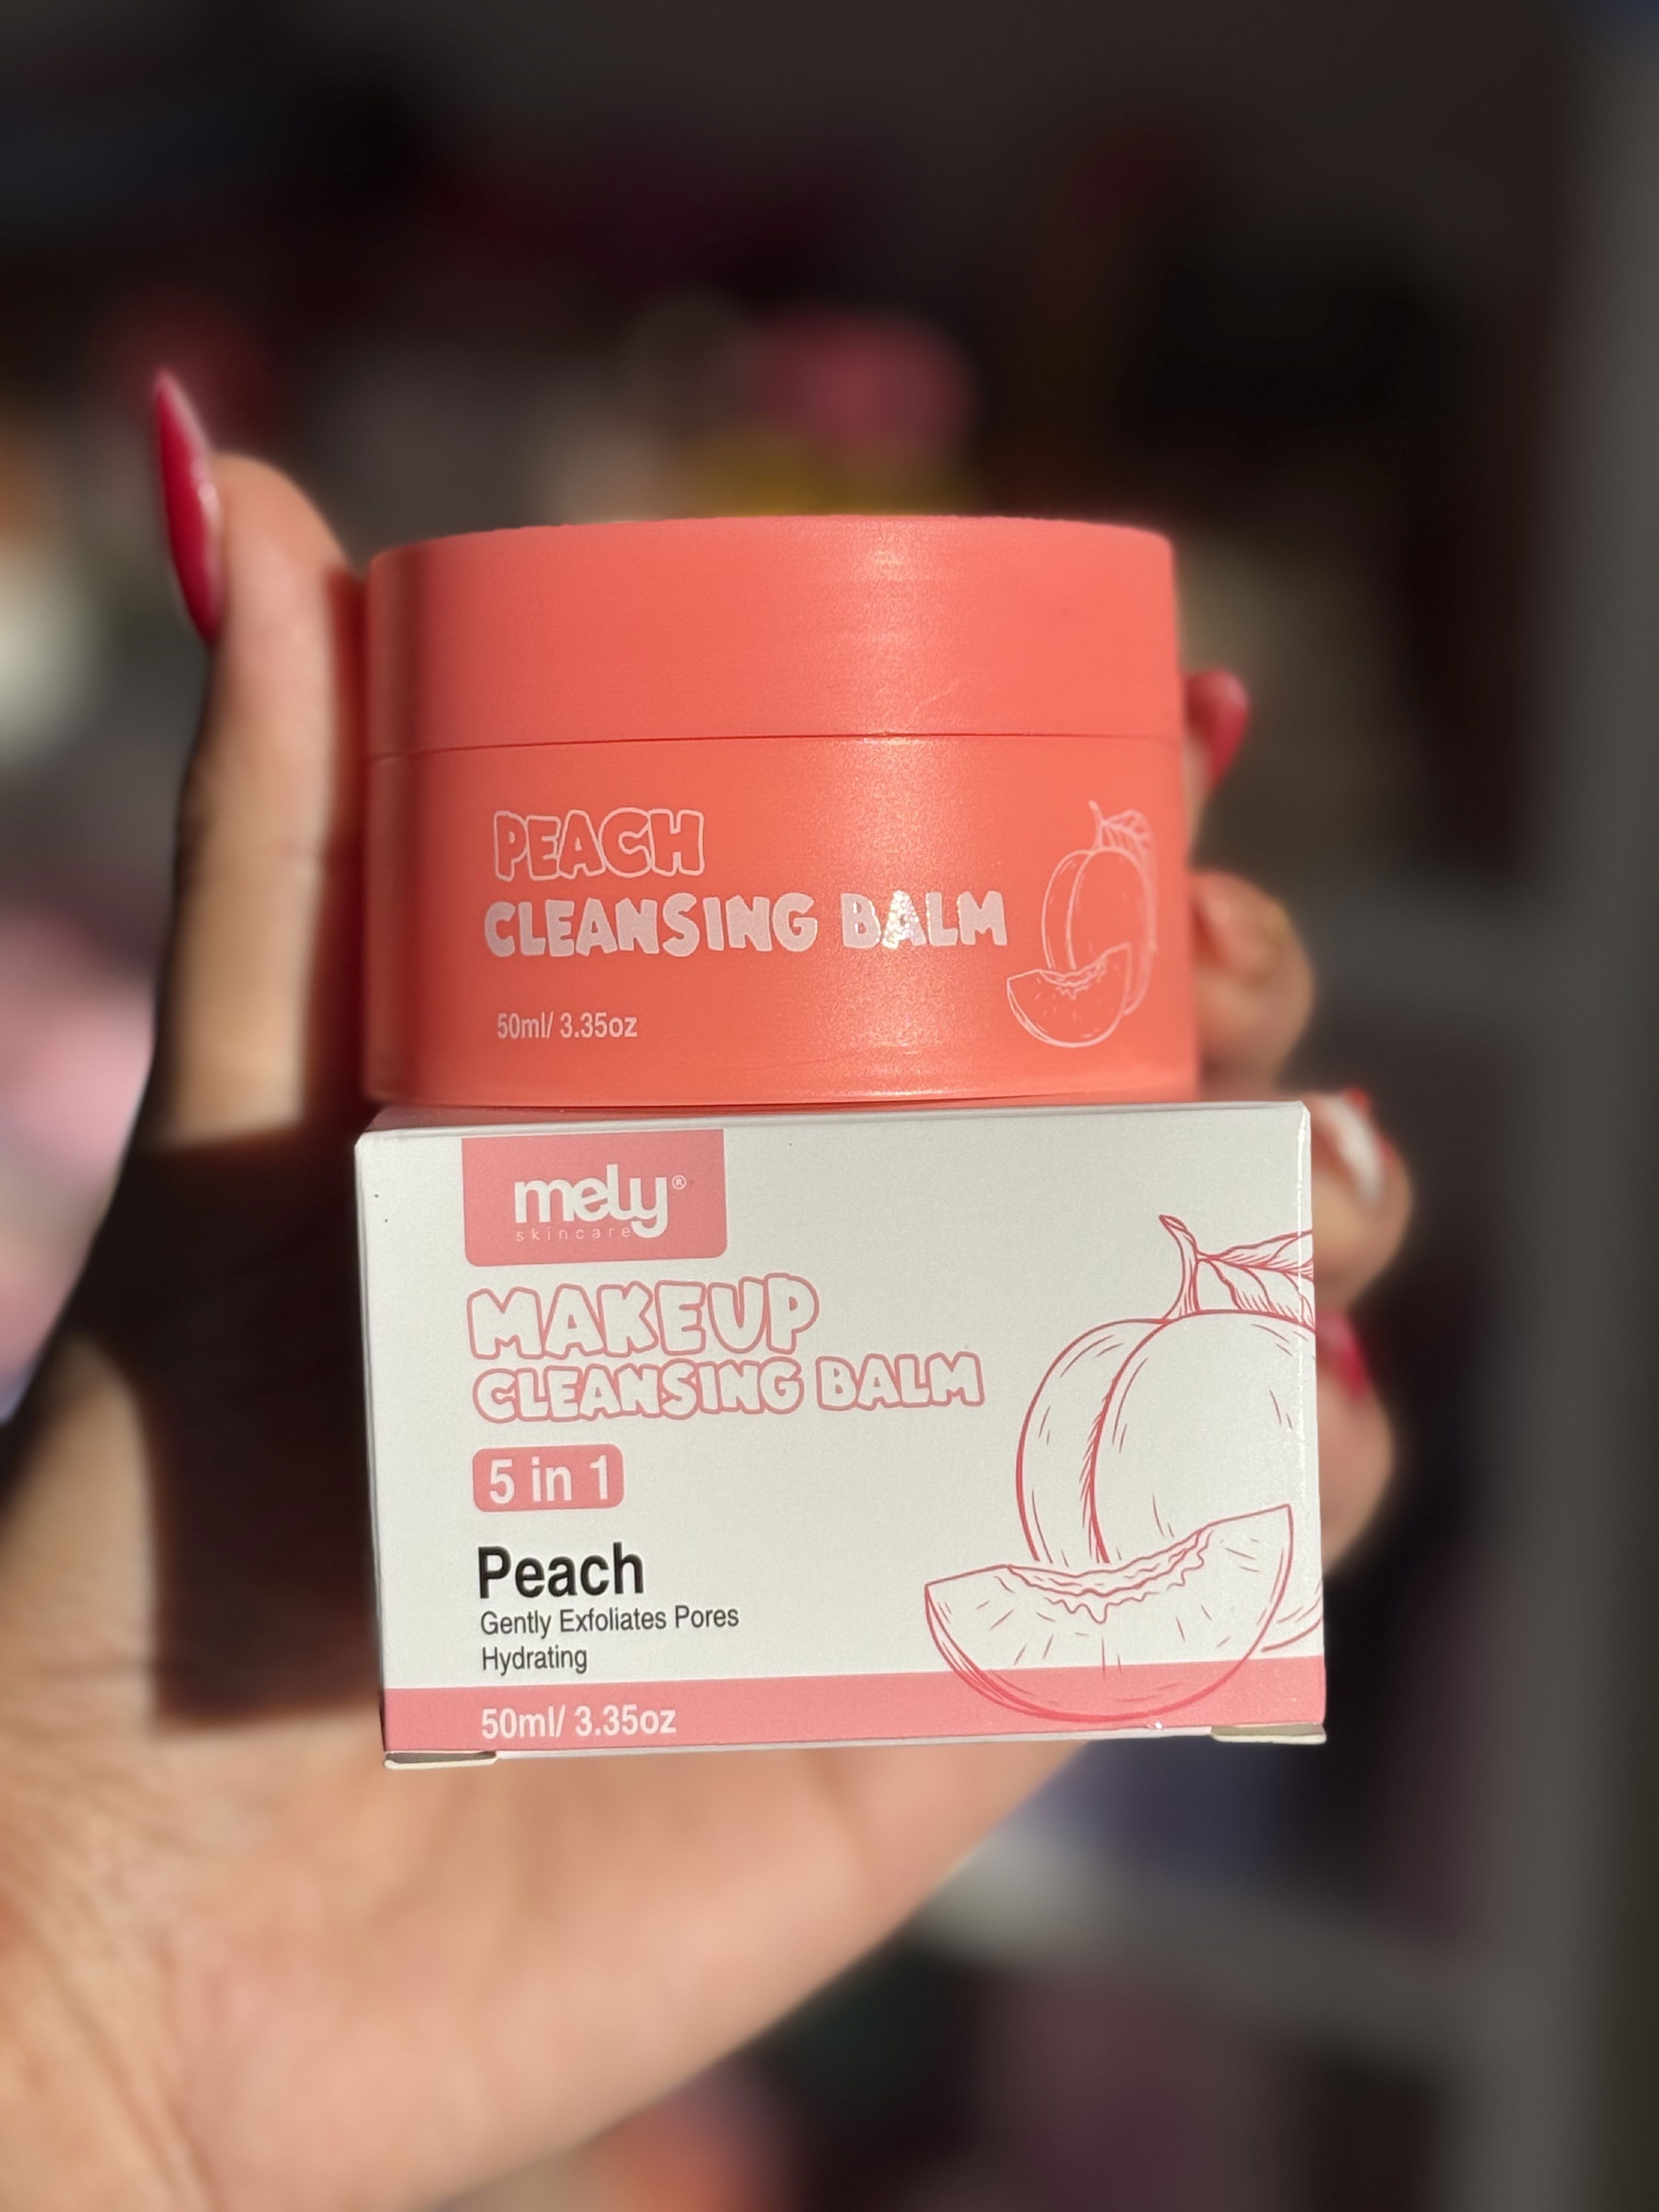 PEACH
CLEANSING BALM
50ml/ 3.35oz
mely®
skincare
MAKEUP
CLEANSING BALM
5 in 1
Peach
Gently Exfoliates Pores
Hydrating
50ml/ 3.35oz